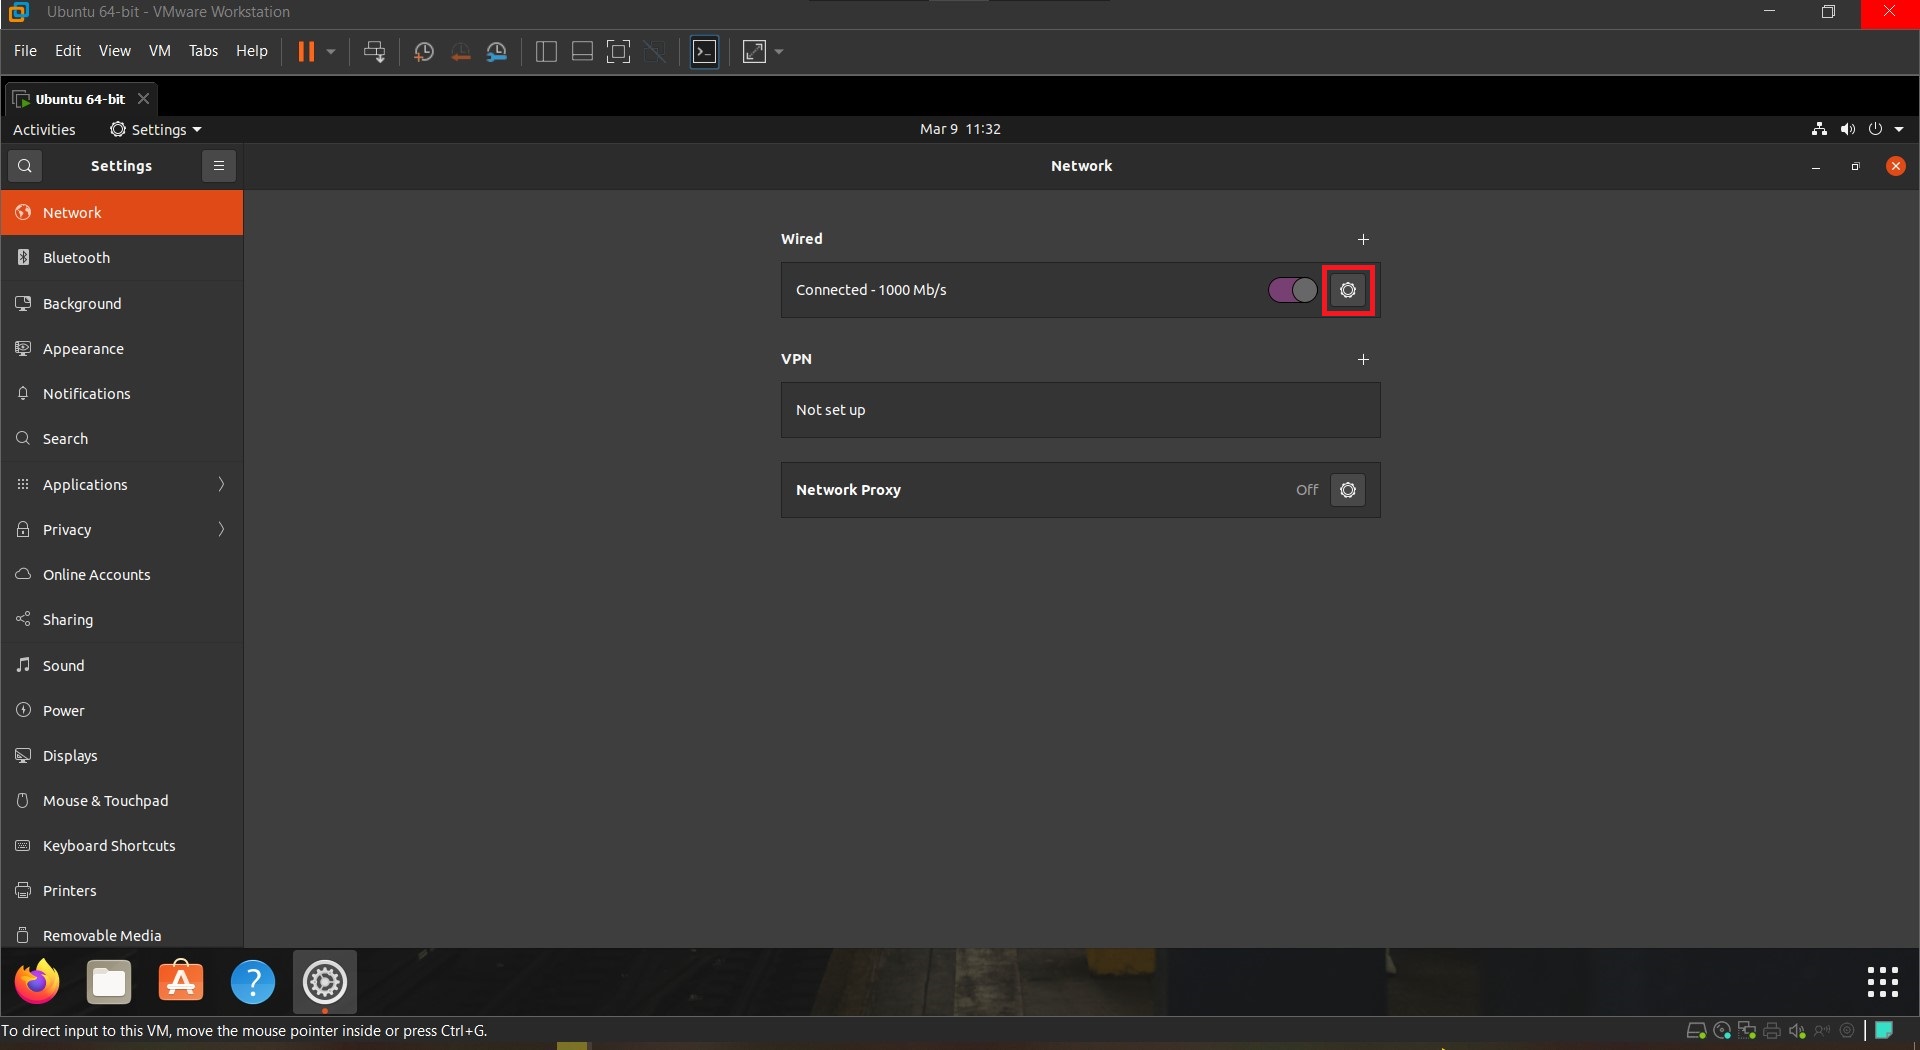 Ubuntu 64-bit - VMware Workstation
File Edit View VM Tabs Help
Ubuntu 64-bit
Activities Settings Mar 9 11:32
Settings Network
Network
Bluetooth
Background
Appearance
Notifications
Search
Applications
Privacy
Online Accounts
Sharing
Sound
Power
Displays
Mouse & Touchpad
Keyboard Shortcuts
Printers
Removable Media
Wired
Connected - 1000 Mb/s
VPN
Not set up
Network Proxy Off
To direct input to this VM, move the mouse pointer inside or press Ctrl+G.